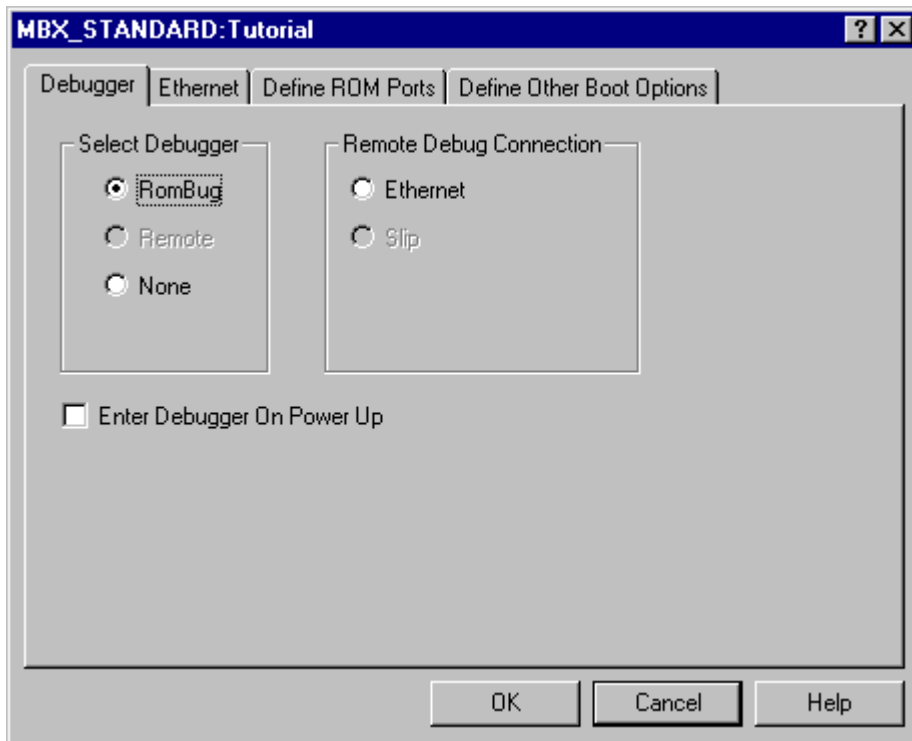 MBX_STANDARD:Tutorial
Debugger Ethernet Define ROM Ports Define Other Boot Options
Select Debugger Remote Debug Connection
RomBug Ethernet
Remote Slip
None
Enter Debugger On Power Up
OK Cancel Help